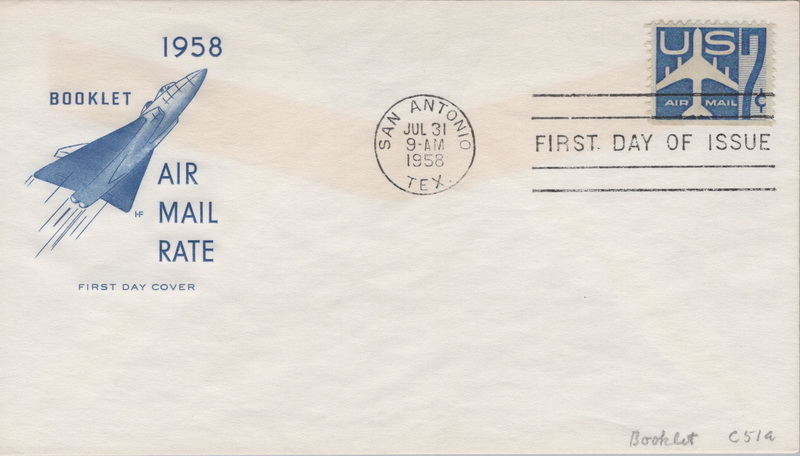 1958
BOOKLET
AIR
MAIL
RATE
HF
FIRST DAY COVER
SAN ANTONIO
JUL 31
9-AM
1958
TEX.
US
7¢
AIR MAIL
FIRST DAY OF ISSUE
Booklet C51a